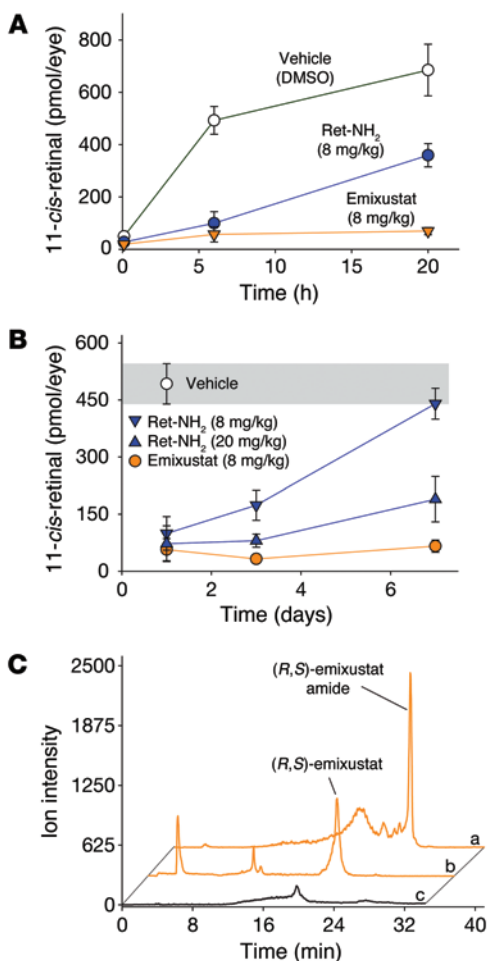 A
11-cis-retinal (pmol/eye)
800
600
400
200
0
Vehicle
(DMSO)
Ret-NH₂
(8 mg/kg)
Emixustat
(8 mg/kg)
0
5
10
15
20
Time (h)
B
11-cis-retinal (pmol/eye)
600
450
300
150
0
Vehicle
Ret-NH₂ (8 mg/kg)
Ret-NH₂ (20 mg/kg)
Emixustat (8 mg/kg)
0
2
4
6
Time (days)
C
Ion intensity
2500
1875
1250
625
0
(R,S)-emixustat
amide
(R,S)-emixustat
a
b
c
0
8
16
24
32
40
Time (min)